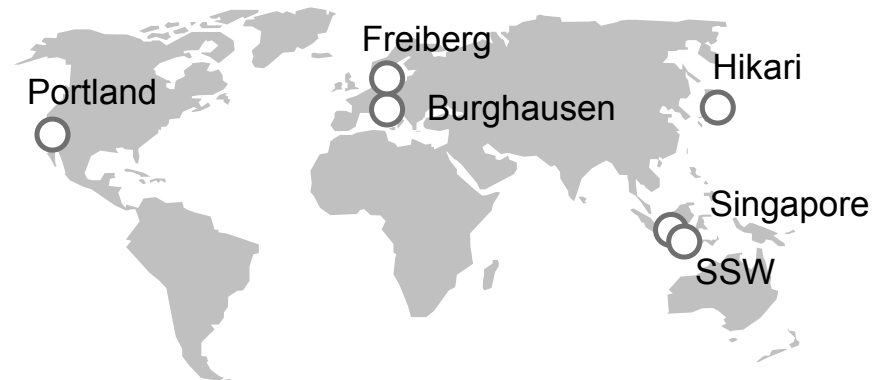 Freiberg
Hikari
Portland
Burghausen
Singapore
SSW